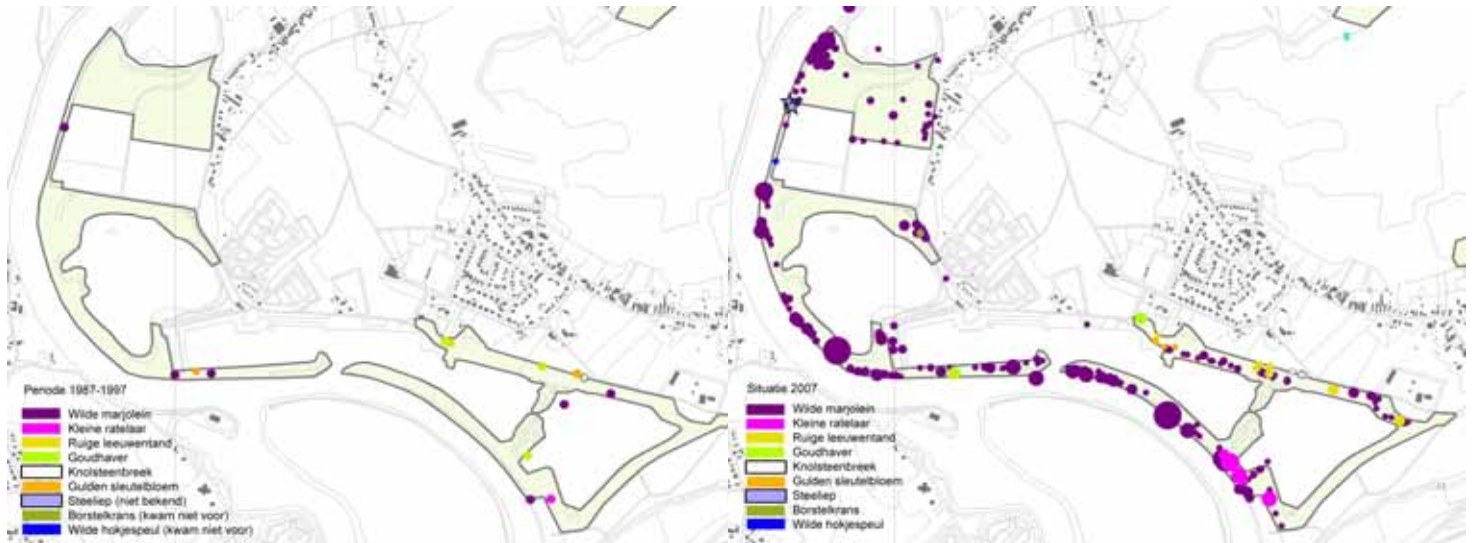 Periode 1987-1997
Wilde marjolein
Kleine ratelaar
Ruige leeuwentand
Goudhaver
Knolsteenbreek
Gulden sleutelbloem
Steeliep (niet bekend)
Borstelkrans (kwam niet voor)
Wilde hokjespeul (kwam niet voor)
Situatie 2007
Wilde marjolein
Kleine ratelaar
Ruige leeuwentand
Goudhaver
Knolsteenbreek
Gulden sleutelbloem
Steeliep
Borstelkrans
Wilde hokjespeul